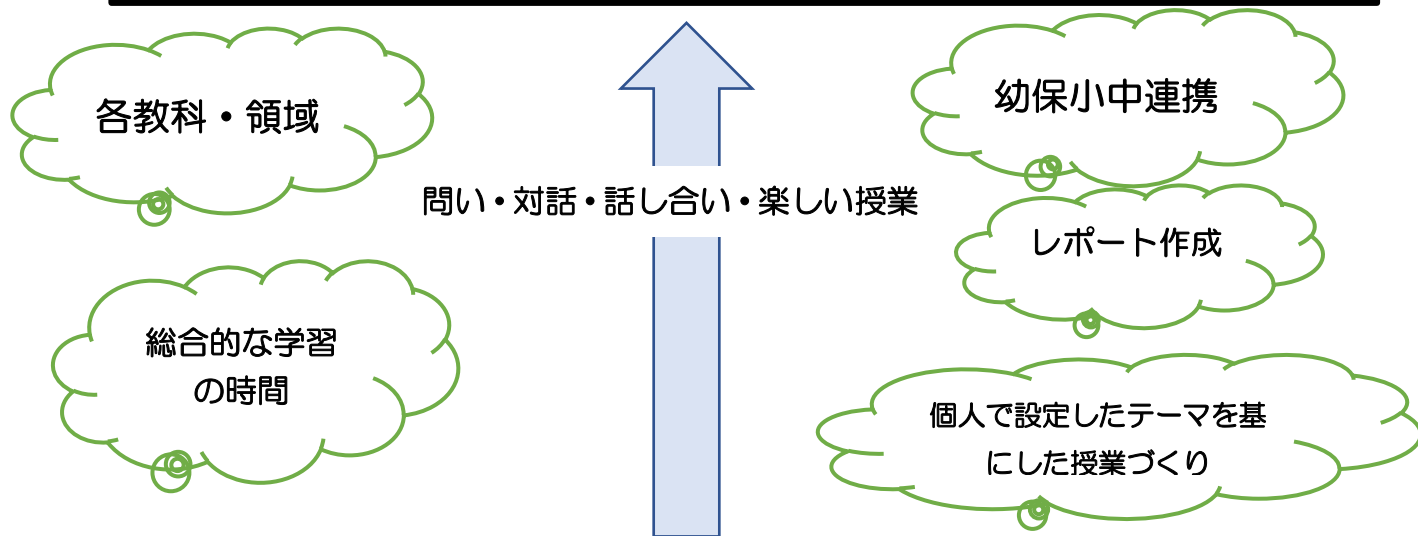 各教科・領域
幼保小中連携
問い・対話・話し合い・楽しい授業
レポート作成
総合的な学習
の時間
個人で設定したテーマを基
にした授業づくり